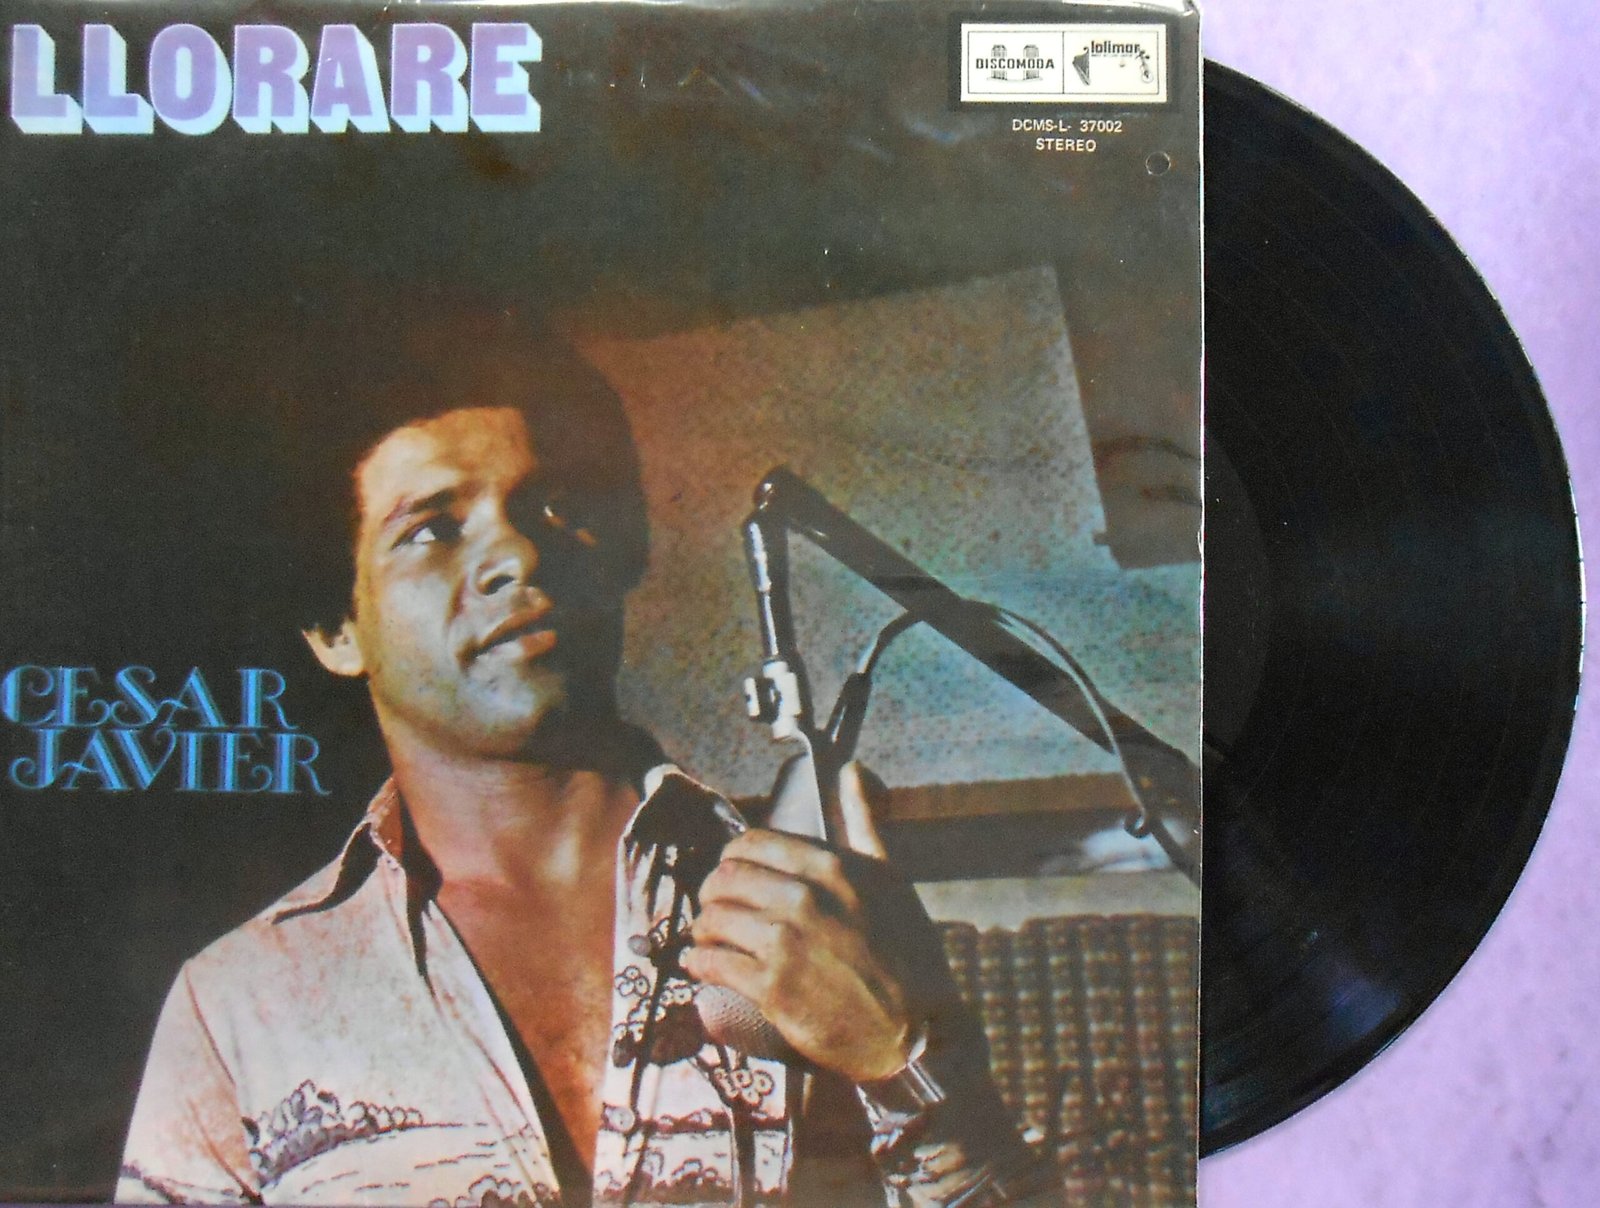 LLORARE
DISCOMODA
lolimar
DCMS-L- 37002
STEREO
CESAR
JAVIER